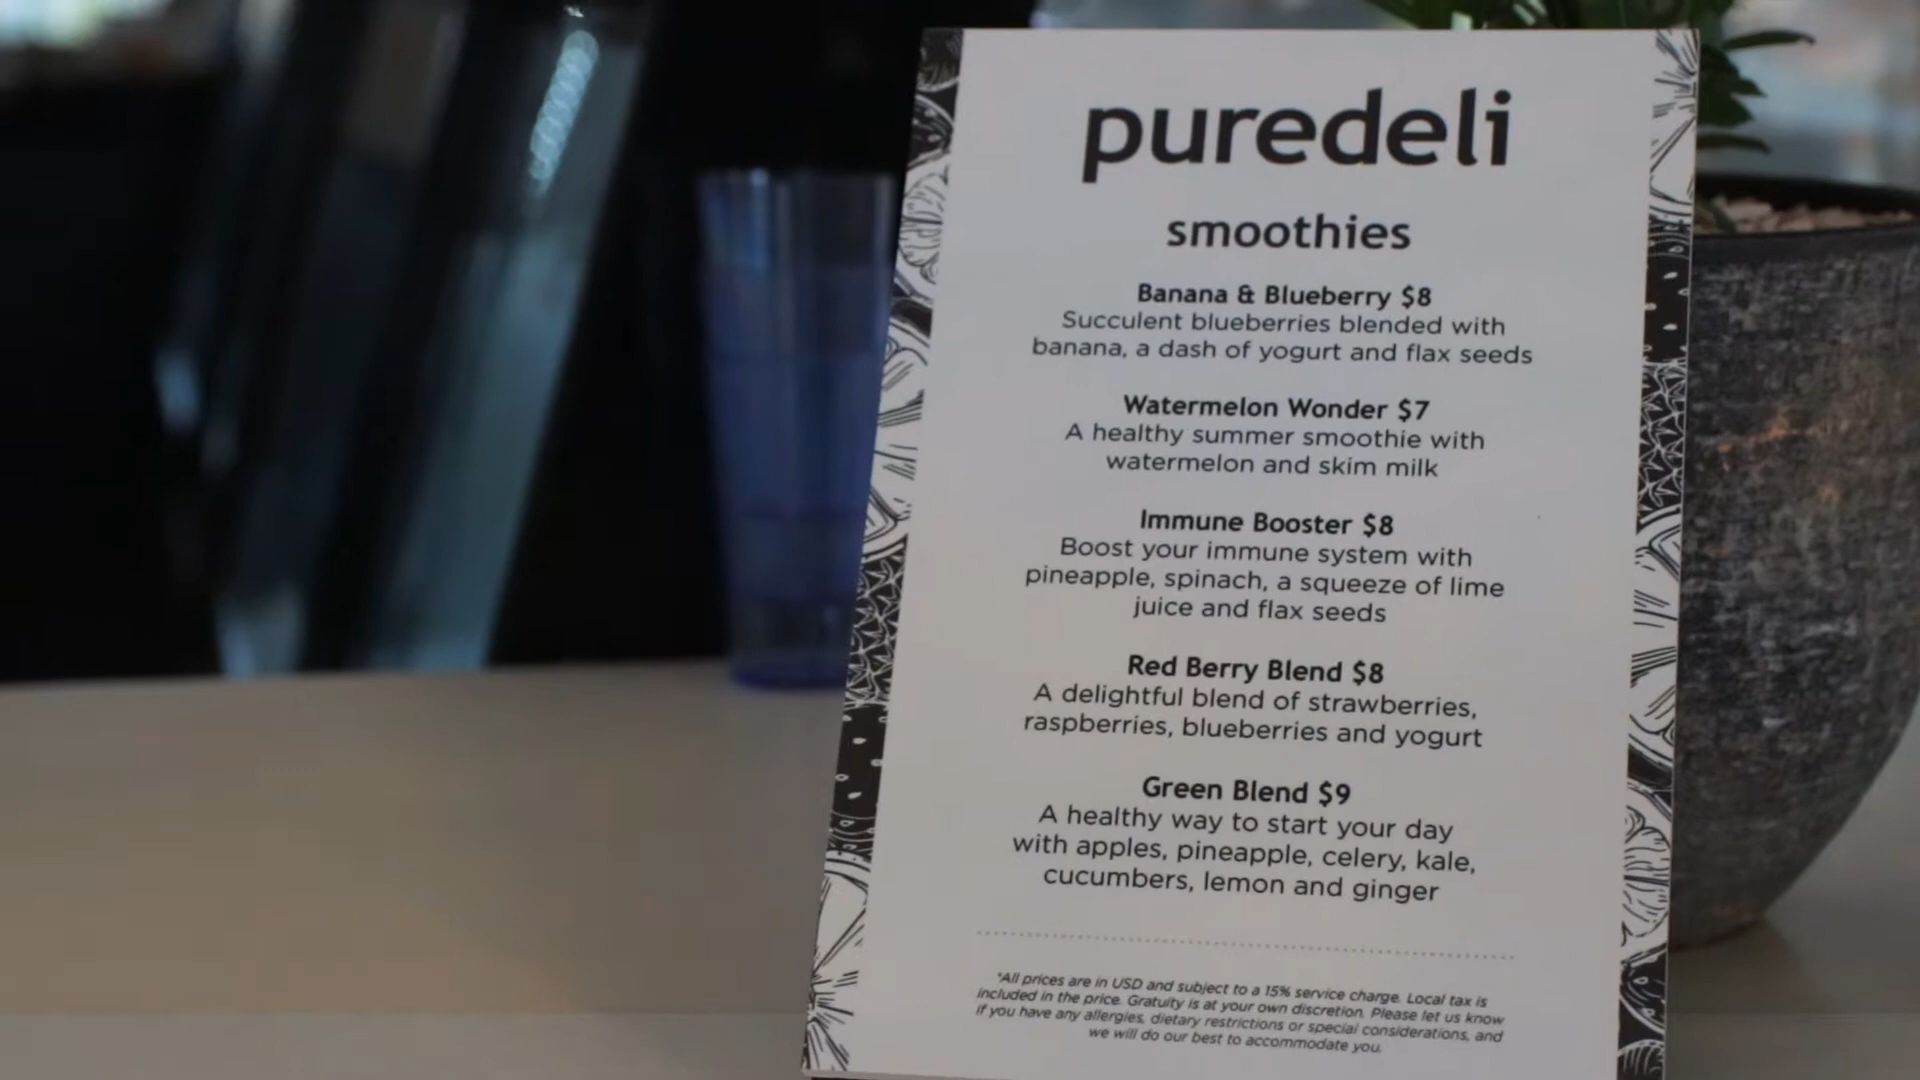 puredeli
smoothies
Banana & Blueberry $8
Succulent blueberries blended with
banana, a dash of yogurt and flax seeds
Watermelon Wonder $7
A healthy summer smoothie with
watermelon and skim milk
Immune Booster $8
Boost your immune system with
pineapple, spinach, a squeeze of lime
juice and flax seeds
Red Berry Blend $8
A delightful blend of strawberries,
raspberries, blueberries and yogurt
Green Blend $9
A healthy way to start your day
with apples, pineapple, celery, kale,
cucumbers, lemon and ginger
*All prices are in USD and subject to a 15% service charge. Local tax is
included in the price. Gratuity is at your own discretion. Please let us know
if you have any allergies, dietary restrictions or special considerations, and
we will do our best to accommodate you.